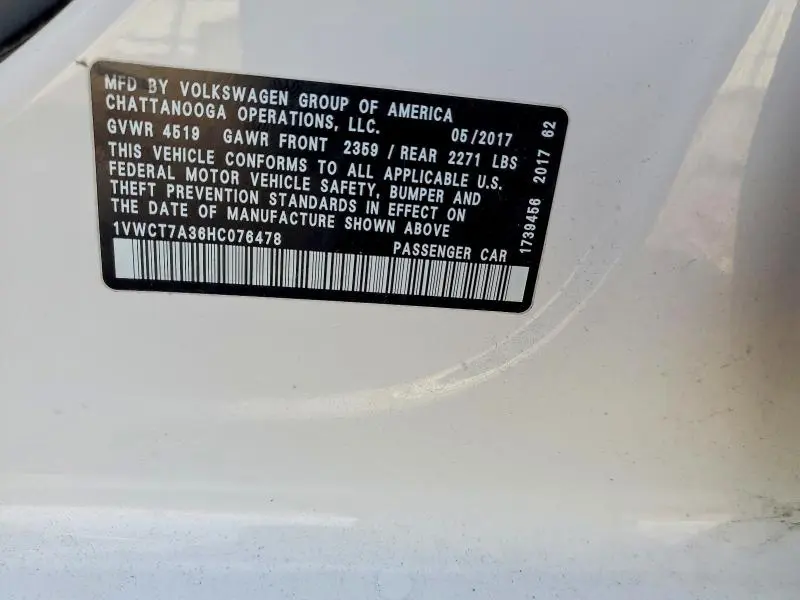 MFD BY VOLKSWAGEN GROUP OF AMERICA
CHATTANOOGA OPERATIONS, LLC. 05/2017
GVWR 4519 GAWR FRONT 2359 / REAR 2271 LBS
THIS VEHICLE CONFORMS TO ALL APPLICABLE U.S.
FEDERAL MOTOR VEHICLE SAFETY, BUMPER AND
THEFT PREVENTION STANDARDS IN EFFECT ON
THE DATE OF MANUFACTURE SHOWN ABOVE
1VWCT7A36HC076478 PASSENGER CAR
1739456 2017 62